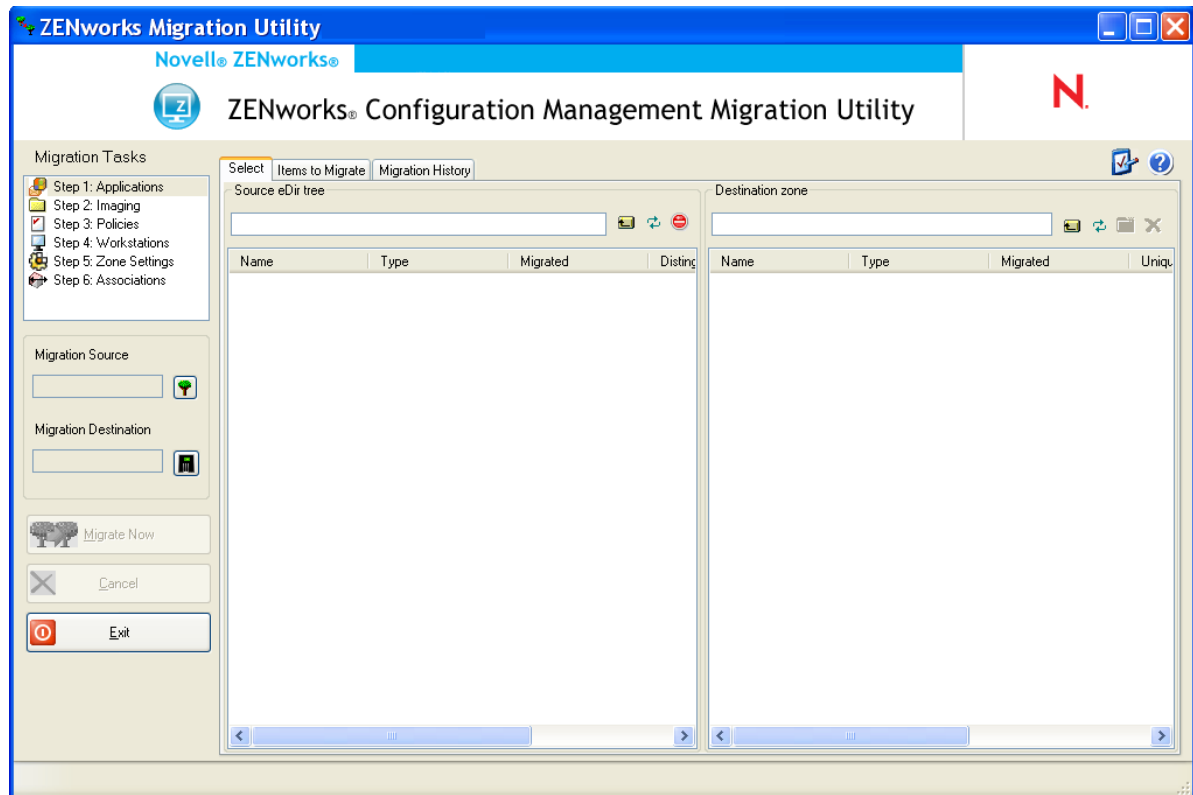 ZENworks Migration Utility
Novell® ZENworks®
ZENworks® Configuration Management Migration Utility
N.
Migration Tasks
Step 1: Applications
Step 2: Imaging
Step 3: Policies
Step 4: Workstations
Step 5: Zone Settings
Step 6: Associations
Migration Source
Migration Destination
Migrate Now
Cancel
Exit
Select Items to Migrate Migration History
Source eDir tree
Name Type Migrated Disting
Destination zone
Name Type Migrated Uniqu